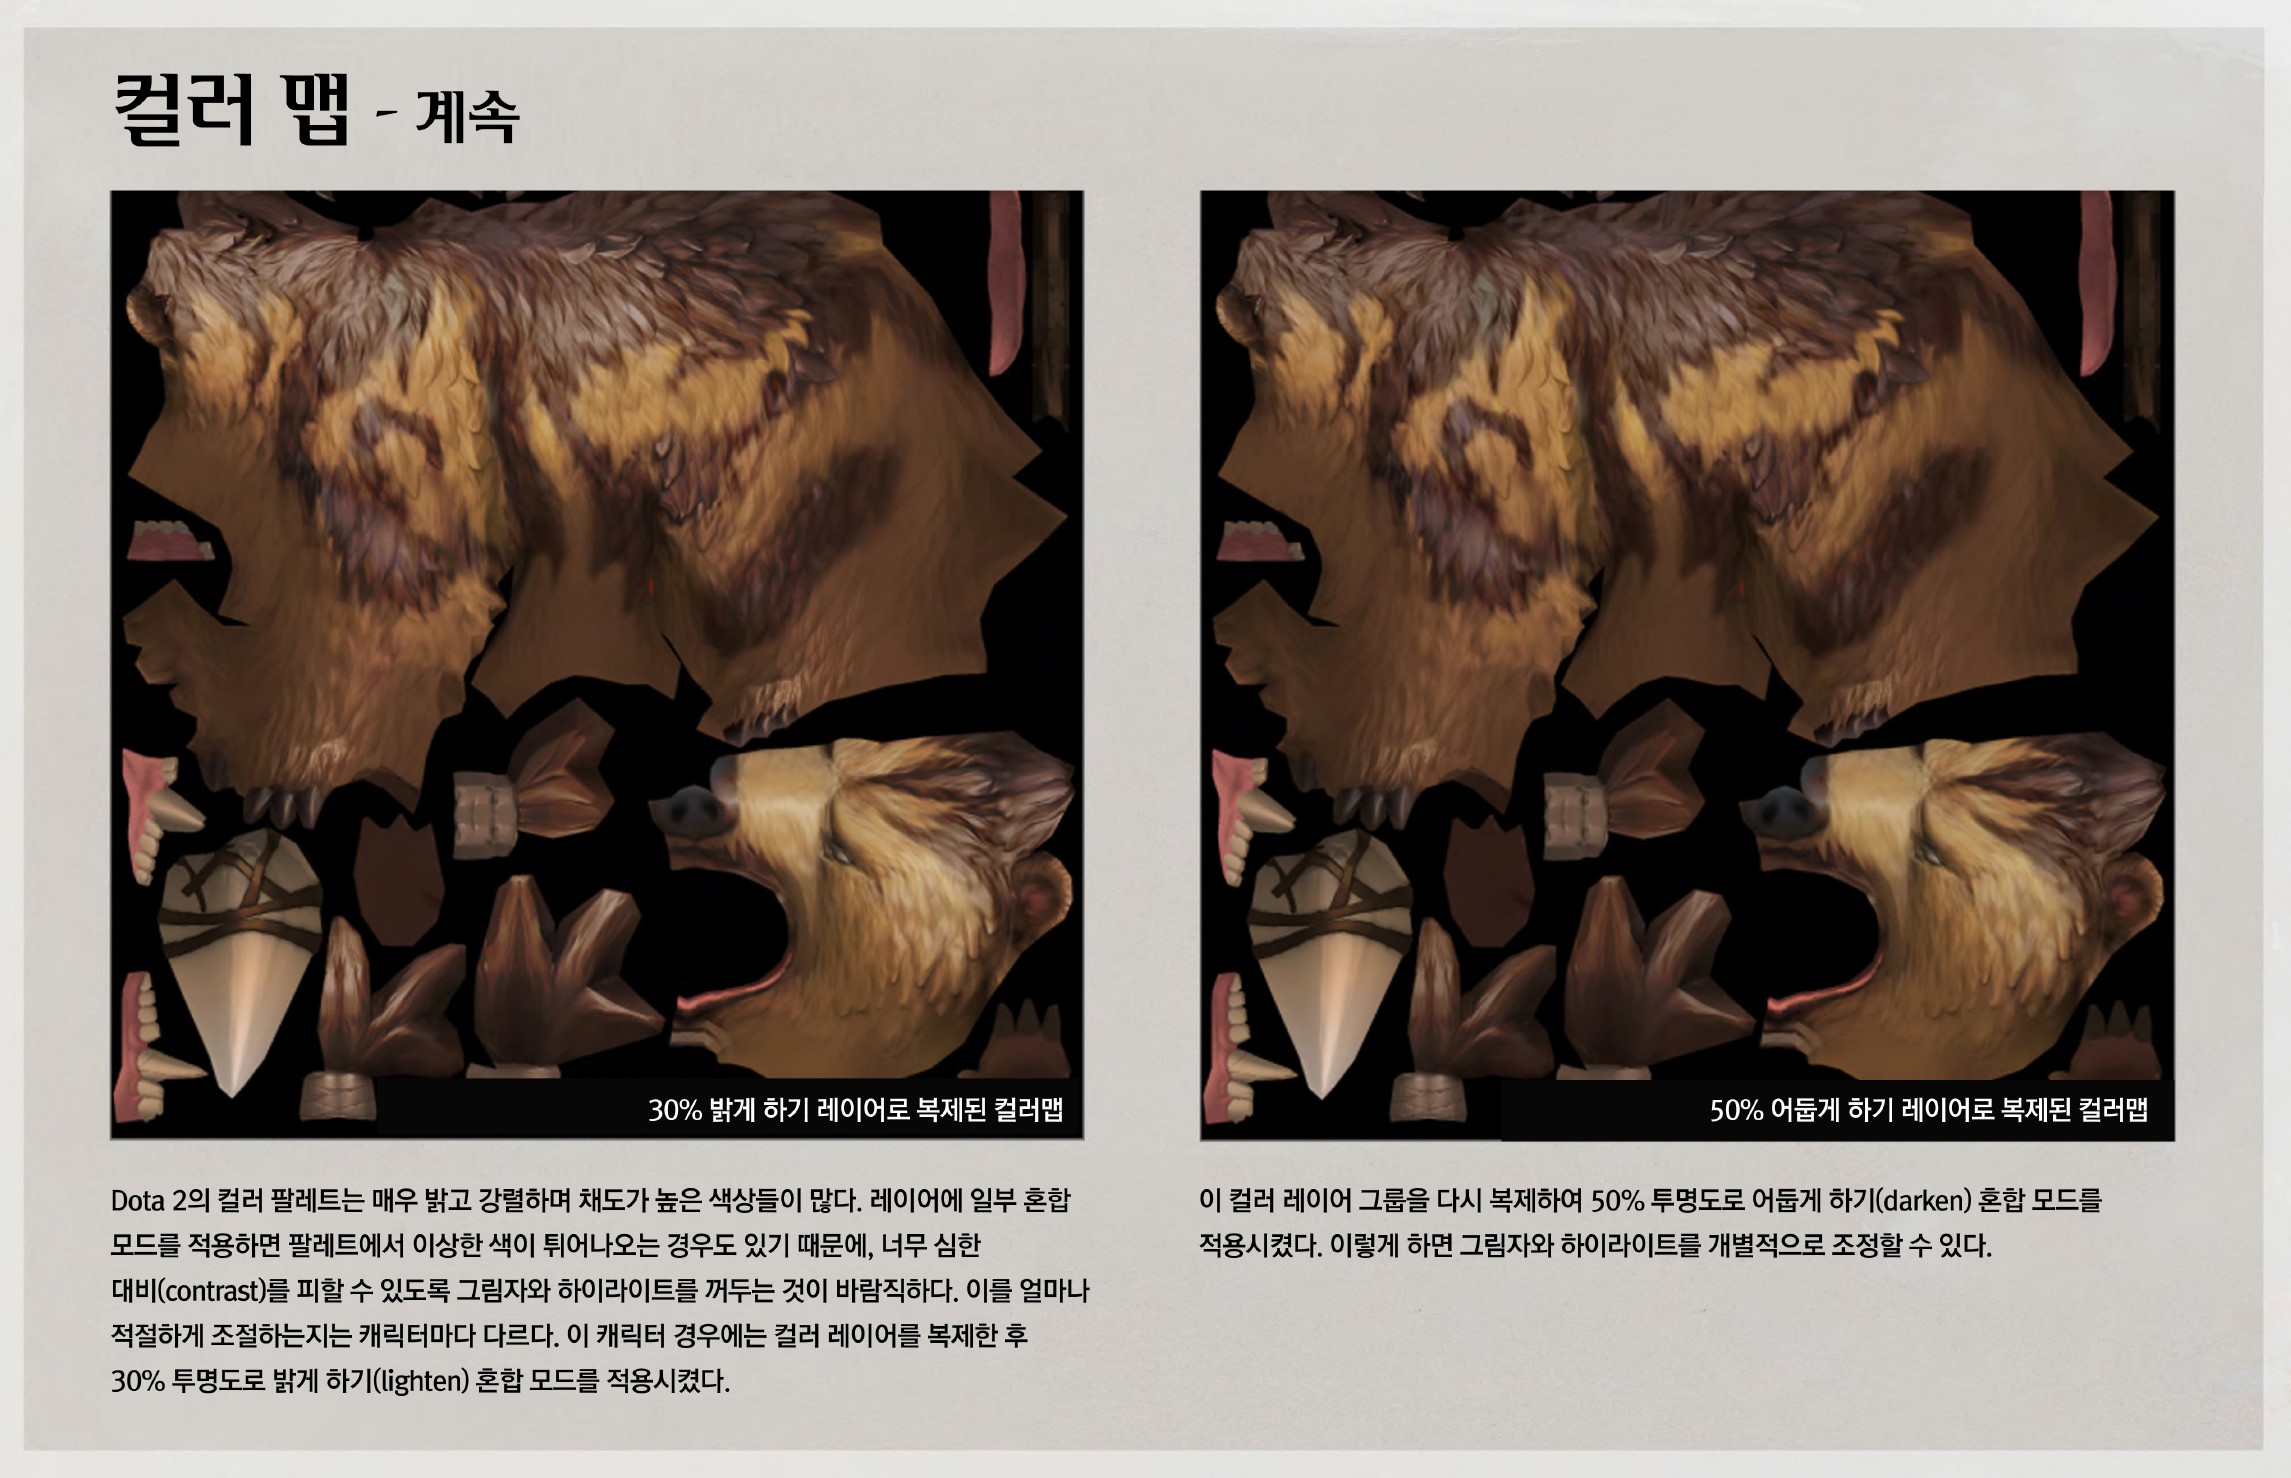 컬러 맵 - 계속
30% 밝게 하기 레이어로 복제된 컬러맵
Dota 2의 컬러 팔레트는 매우 밝고 강렬하며 채도가 높은 색상들이 많다. 레이어에 일부 혼합
모드를 적용하면 팔레트에서 이상한 색이 튀어나오는 경우도 있기 때문에, 너무 심한
대비(contrast)를 피할 수 있도록 그림자와 하이라이트를 꺼두는 것이 바람직하다. 이를 얼마나
적절하게 조절하는지는 캐릭터마다 다르다. 이 캐릭터 경우에는 컬러 레이어를 복제한 후
30% 투명도로 밝게 하기(lighten) 혼합 모드를 적용시켰다.
50% 어둡게 하기 레이어로 복제된 컬러맵
이 컬러 레이어 그룹을 다시 복제하여 50% 투명도로 어둡게 하기(darken) 혼합 모드를
적용시켰다. 이렇게 하면 그림자와 하이라이트를 개별적으로 조정할 수 있다.